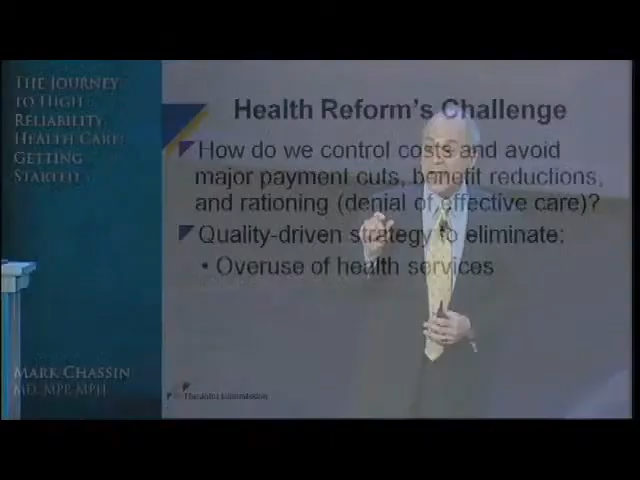 THE JOURNEY
TO HIGH
RELIABILITY
HEALTH CARE:
GETTING
STARTED
MARK CHASSIN
MD, MPP, MPH
Health Reform's Challenge
How do we control costs and avoid
major payment cuts, benefit reductions,
and rationing (denial of effective care)?
Quality-driven strategy to eliminate:
• Overuse of health services